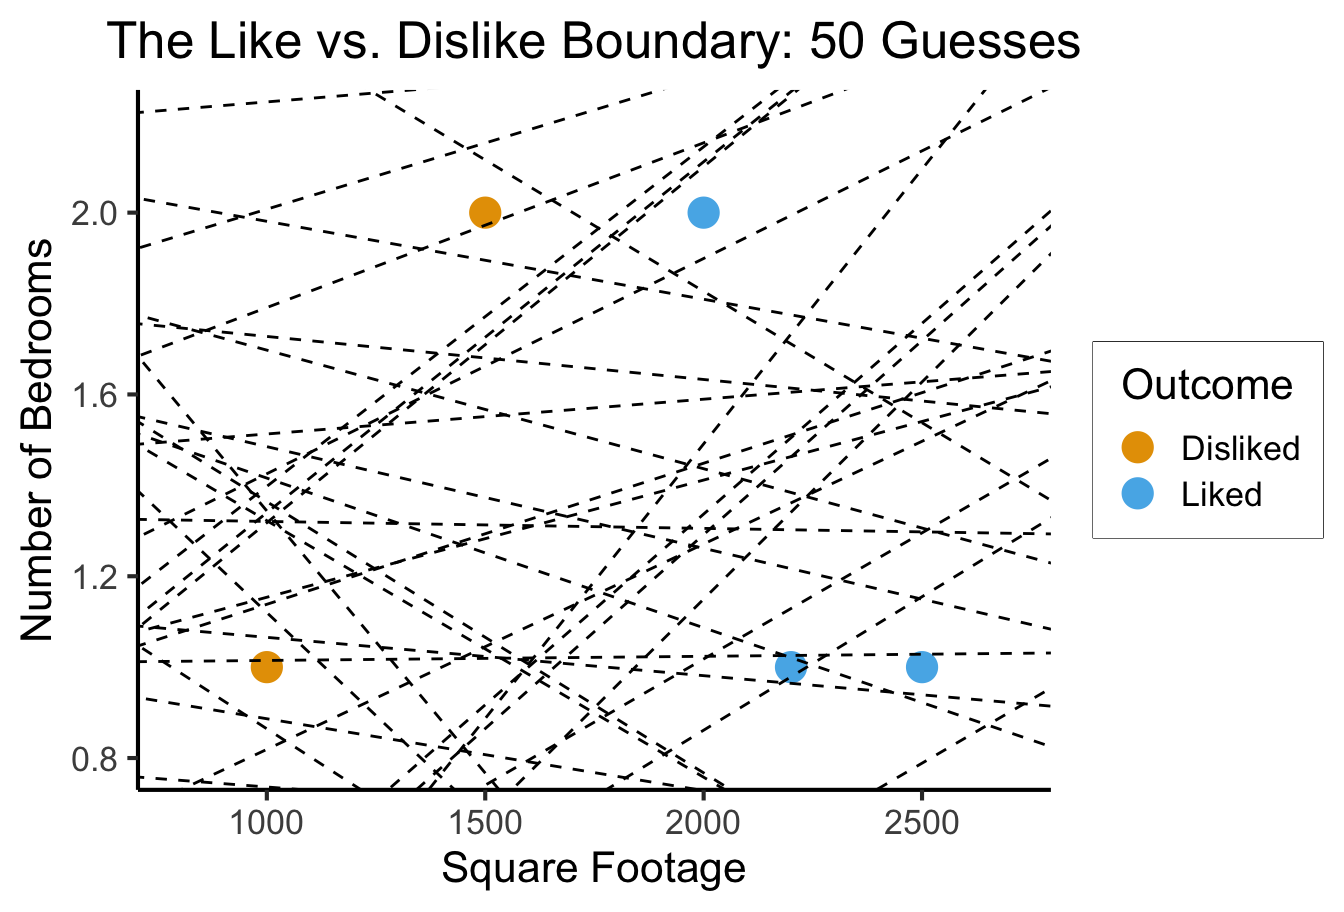 The Like vs. Dislike Boundary: 50 Guesses
Number of Bedrooms
2.0
1.6
1.2
0.8
1000 1500 2000 2500
Square Footage
Outcome
Disliked
Liked